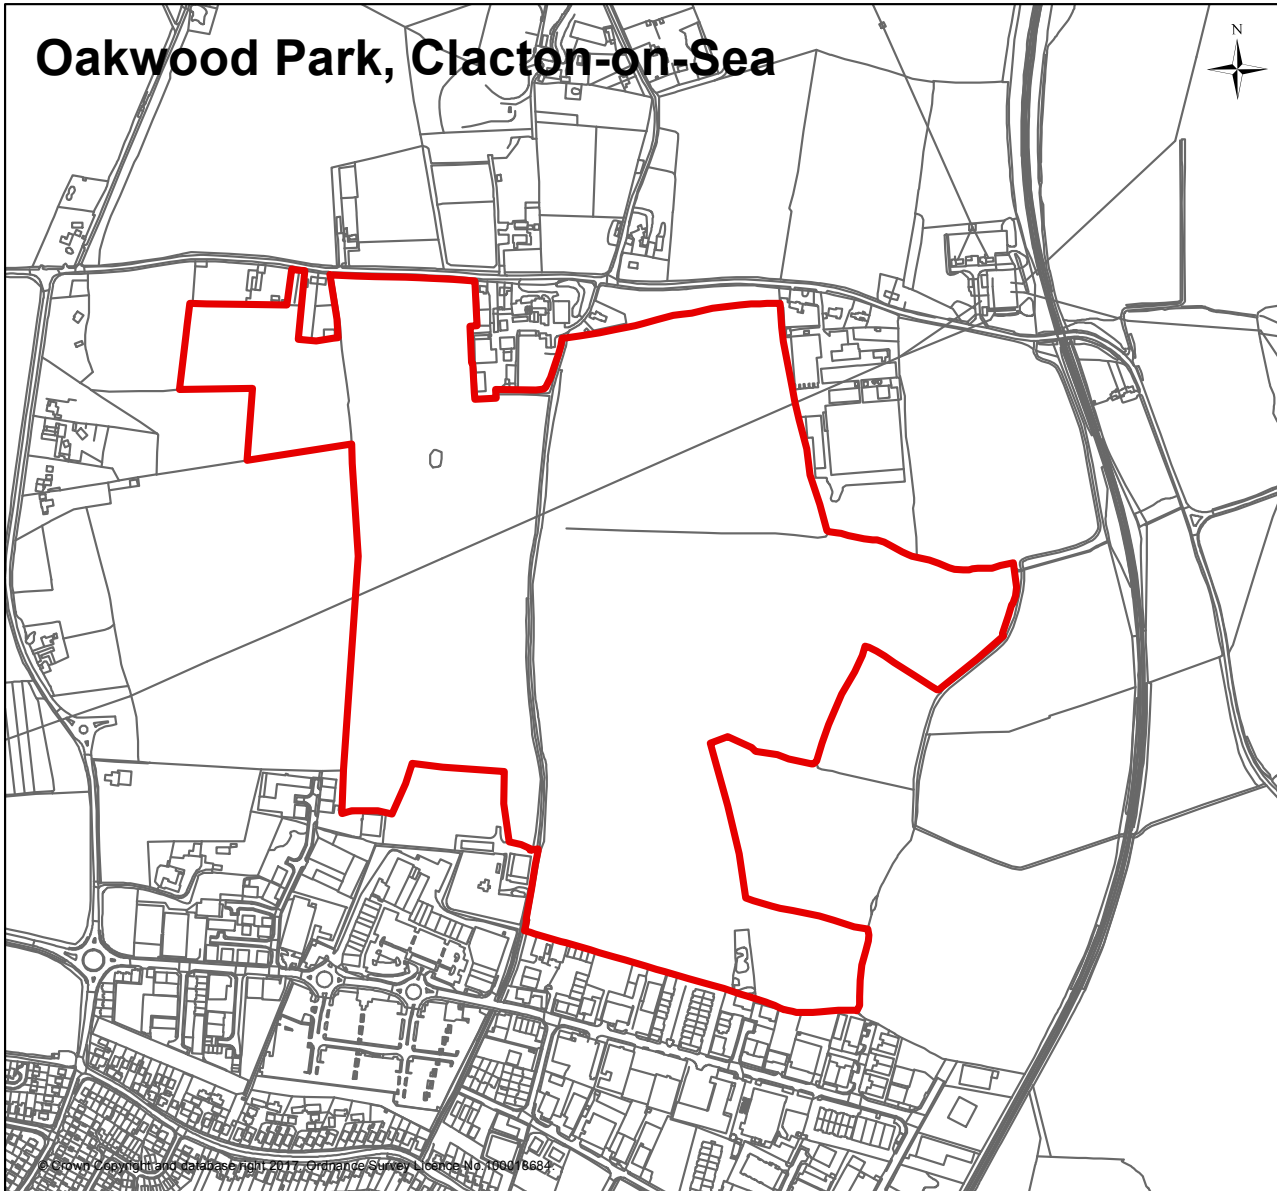 Oakwood Park, Clacton-on-Sea
N
© Crown Copyright and database right 2017. Ordnance Survey Licence No.100018684.